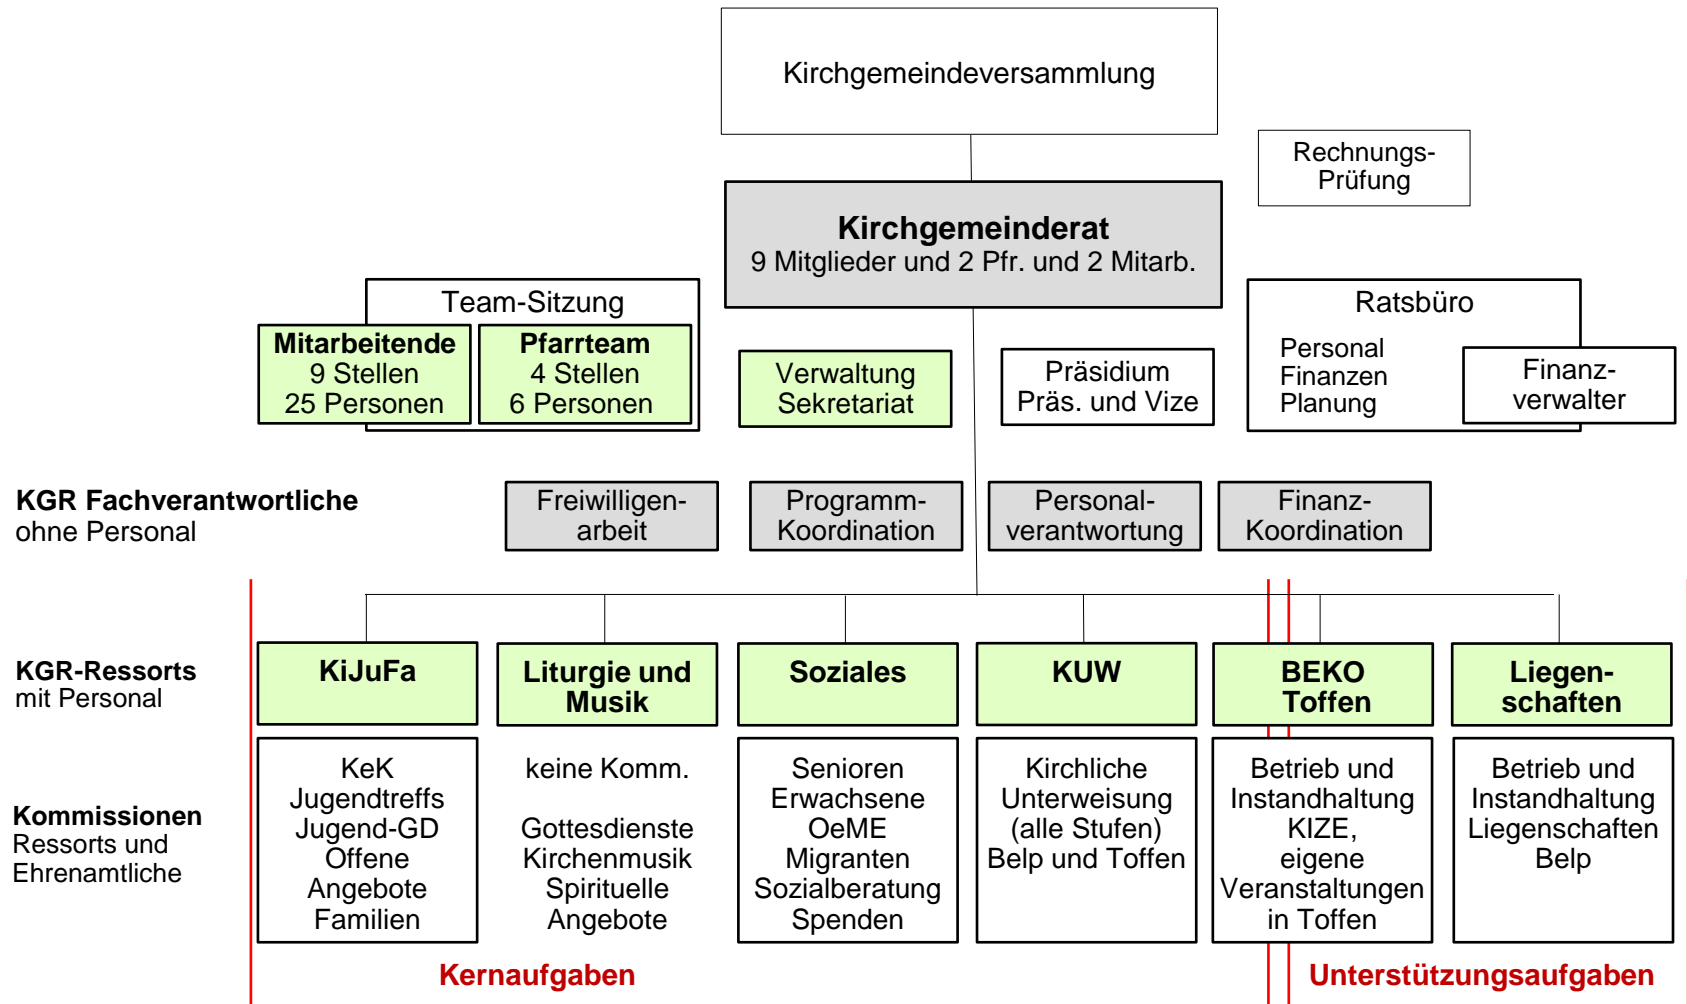 Kirchgemeindeversammlung
Rechnungs-
Prüfung
Kirchgemeinderat
9 Mitglieder und 2 Pfr. und 2 Mitarb.
Team-Sitzung
Mitarbeitende
9 Stellen
25 Personen
Pfarrteam
4 Stellen
6 Personen
Verwaltung
Sekretariat
Präsidium
Präs. und Vize
Ratsbüro
Personal
Finanzen
Planung
Finanz-
verwalter
KGR Fachverantwortliche
ohne Personal
Freiwilligen-
arbeit
Programm-
Koordination
Personal-
verantwortung
Finanz-
Koordination
KGR-Ressorts
mit Personal
KiJuFa
Liturgie und
Musik
Soziales
KUW
BEKO
Toffen
Liegen-
schaften
Kommissionen
Ressorts und
Ehrenamtliche
KeK
Jugendtreffs
Jugend-GD
Offene
Angebote
Familien
keine Komm.
Gottesdienste
Kirchenmusik
Spirituelle
Angebote
Senioren
Erwachsene
OeME
Migranten
Sozialberatung
Spenden
Kirchliche
Unterweisung
(alle Stufen)
Belp und Toffen
Betrieb und
Instandhaltung
KIZE,
eigene
Veranstaltungen
in Toffen
Betrieb und
Instandhaltung
Liegenschaften
Belp
Kernaufgaben
Unterstützungsaufgaben